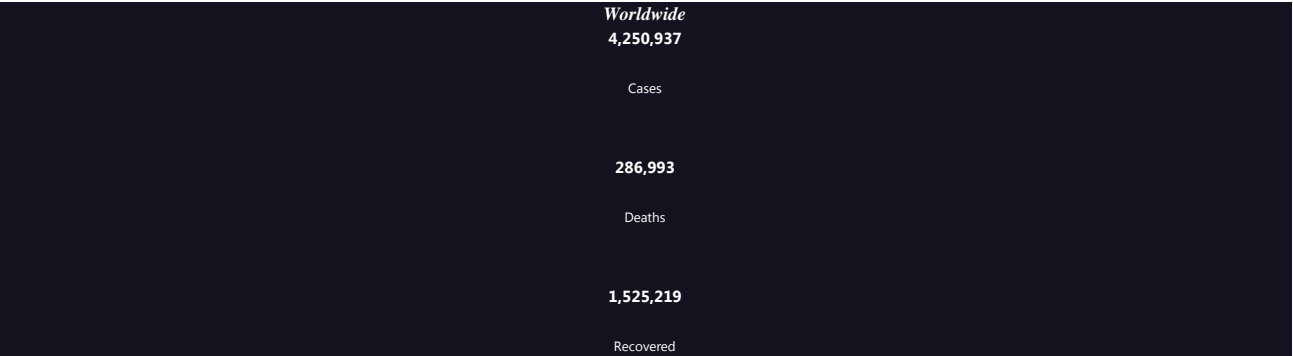 Worldwide
4,250,937
Cases
286,993
Deaths
1,525,219
Recovered